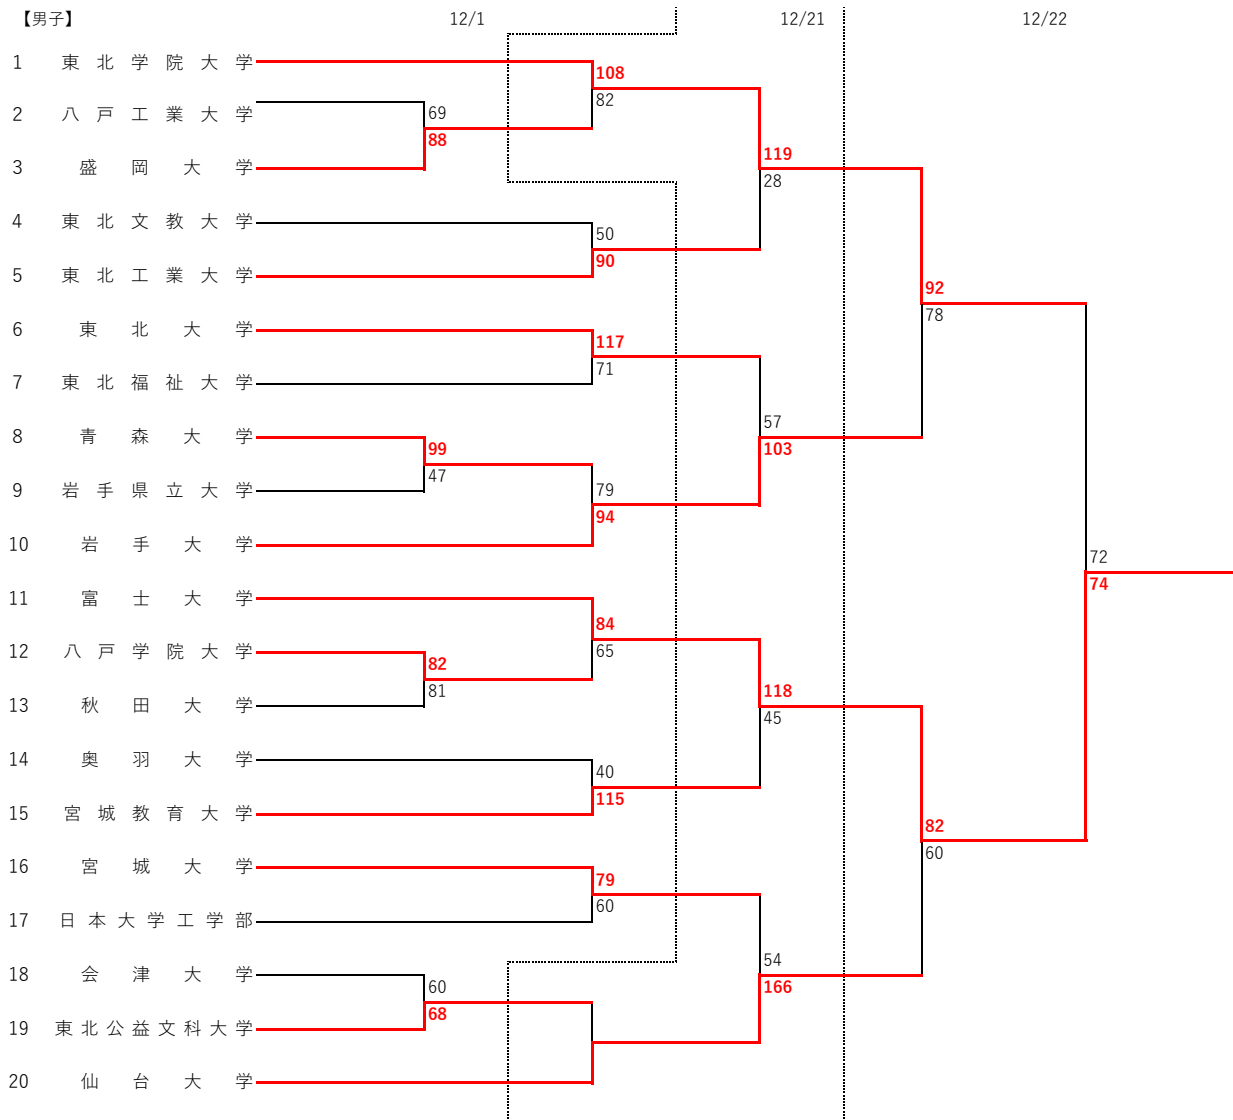 【男子】 12/1 12/21 12/22
1 東北学院大学
108
82
2 八戸工業大学
69
88
3 盛岡大学
119
28
4 東北文教大学
50
90
5 東北工業大学
92
78
6 東北大学
117
71
7 東北福祉大学
57
103
8 青森大学
99
47
9 岩手県立大学
79
94
10 岩手大学
72
74
11 富士大学
84
65
12 八戸学院大学
82
81
13 秋田大学
118
45
14 奥羽大学
40
115
15 宮城教育大学
82
60
16 宮城大学
79
60
17 日本大学工学部
54
166
18 会津大学
60
68
19 東北公益文科大学
20 仙台大学